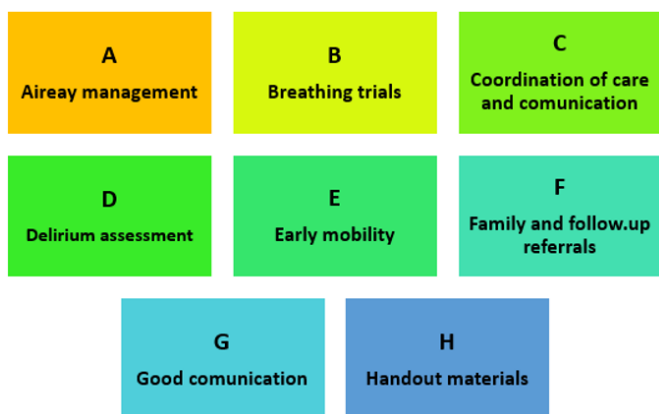 A
Aireay management
B
Breathing trials
C
Coordination of care
and comunication
D
Delirium assessment
E
Early mobility
F
Family and follow.up
referrals
G
Good comunication
H
Handout materials